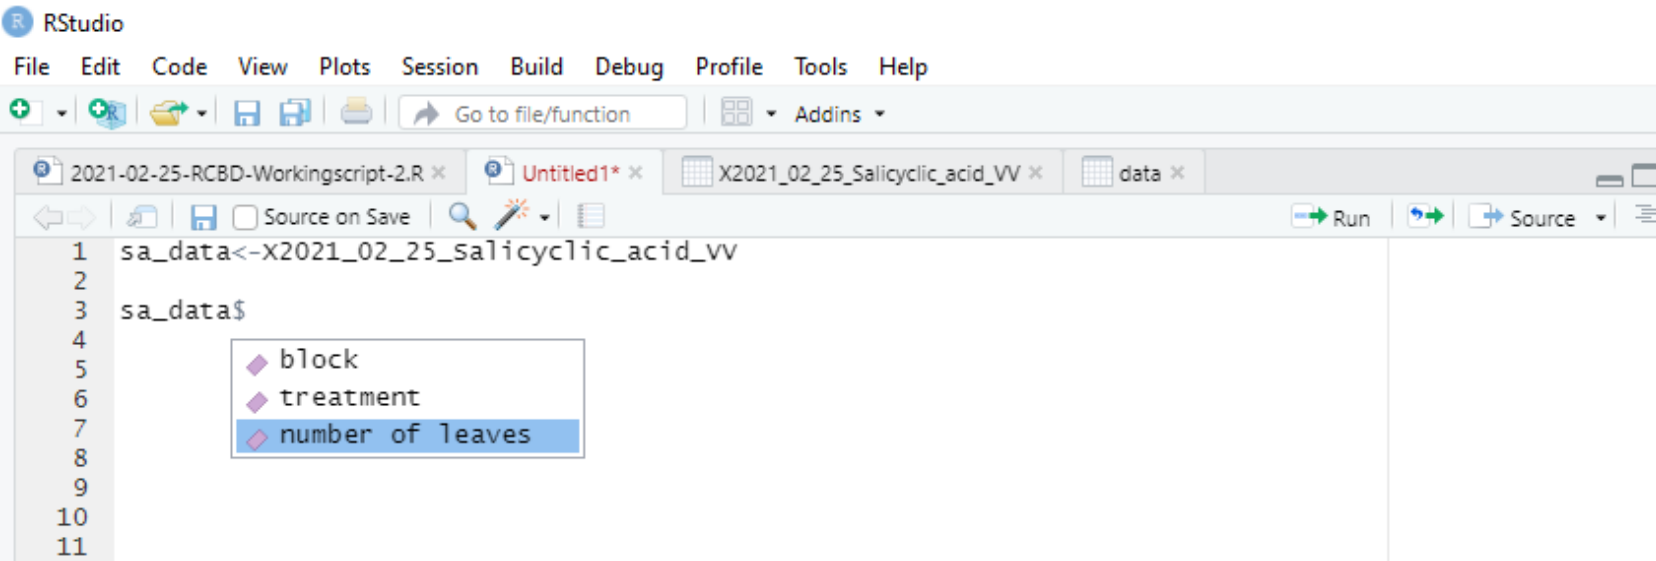 R RStudio
File Edit Code View Plots Session Build Debug Profile Tools Help
Go to file/function Addins
2021-02-25-RCBD-Workingscript-2.R Untitled1* X2021_02_25_Salicyclic_acid_VV data
Source on Save Run Source
1 sa_data<-X2021_02_25_Salicyclic_acid_VV
2
3 sa_data$
4
block
5
treatment
6
7 number of leaves
8
9
10
11